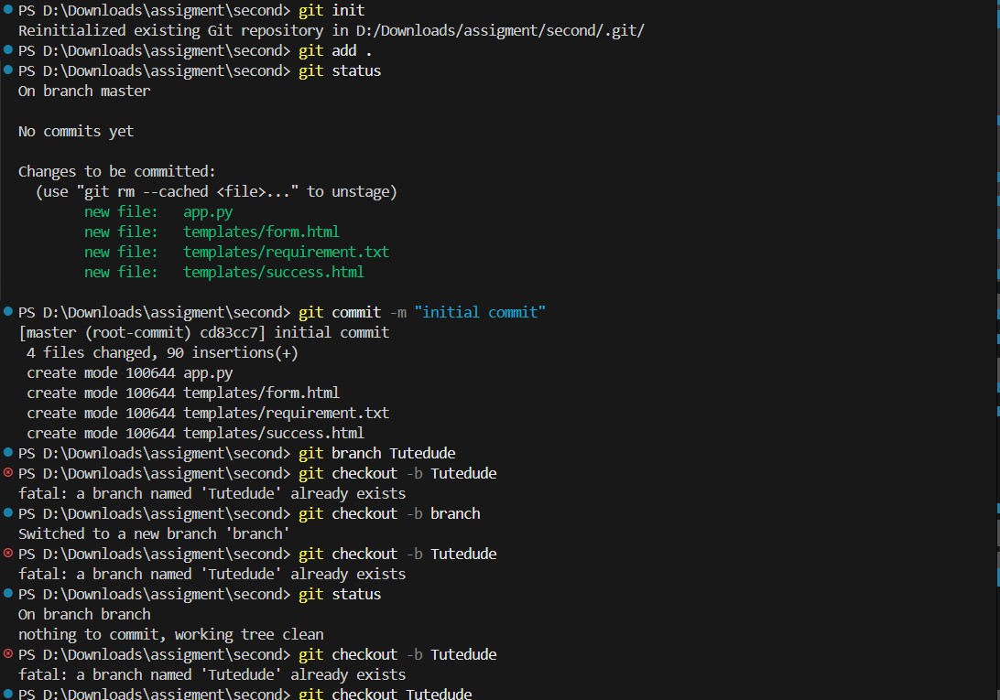 PS D:\Downloads\assigment\second> git init
Reinitialized existing Git repository in D:/Downloads/assigment/second/.git/
PS D:\Downloads\assigment\second> git add .
PS D:\Downloads\assigment\second> git status
On branch master
No commits yet
Changes to be committed:
(use "git rm --cached <file>..." to unstage)
new file: app.py
new file: templates/form.html
new file: templates/requirement.txt
new file: templates/success.html
PS D:\Downloads\assigment\second> git commit -m "initial commit"
[master (root-commit) cd83cc7] initial commit
4 files changed, 90 insertions(+)
create mode 100644 app.py
create mode 100644 templates/form.html
create mode 100644 templates/requirement.txt
create mode 100644 templates/success.html
PS D:\Downloads\assigment\second> git branch Tutedude
PS D:\Downloads\assigment\second> git checkout -b Tutedude
fatal: a branch named 'Tutedude' already exists
PS D:\Downloads\assigment\second> git checkout -b branch
Switched to a new branch 'branch'
PS D:\Downloads\assigment\second> git checkout -b Tutedude
fatal: a branch named 'Tutedude' already exists
PS D:\Downloads\assigment\second> git status
On branch branch
nothing to commit, working tree clean
PS D:\Downloads\assigment\second> git checkout -b Tutedude
fatal: a branch named 'Tutedude' already exists
PS D:\Downloads\assigment\second> git checkout Tutedude